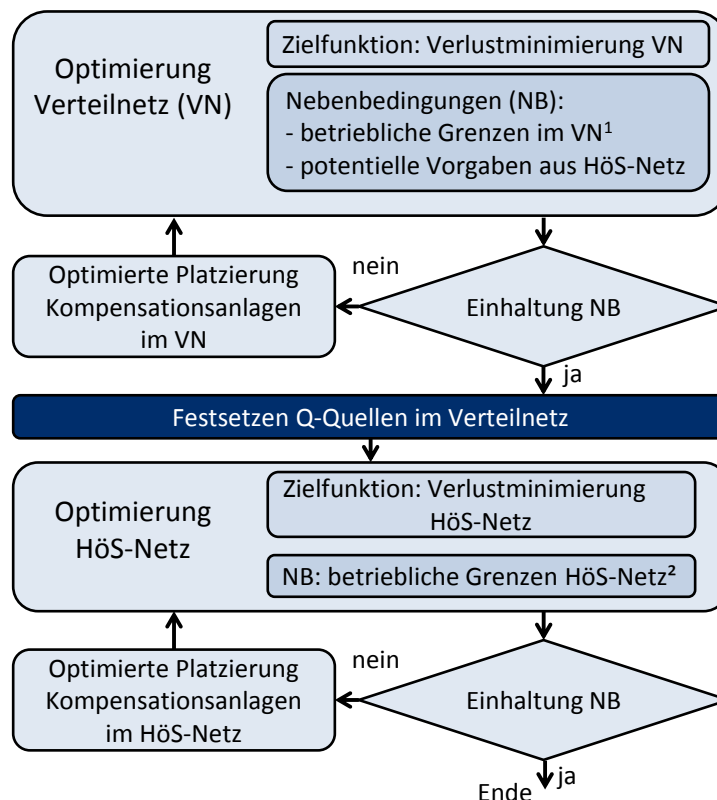 Zielfunktion: Verlustminimierung VN
Optimierung
Verteilnetz (VN)
Nebenbedingungen (NB):
- betriebliche Grenzen im VN¹
- potentielle Vorgaben aus HöS-Netz
nein
Optimierte Platzierung
Kompensationsanlagen
im VN
Einhaltung NB
ja
Festsetzen Q-Quellen im Verteilnetz
Zielfunktion: Verlustminimierung
HöS-Netz
Optimierung
HöS-Netz
NB: betriebliche Grenzen HöS-Netz²
nein
Optimierte Platzierung
Kompensationsanlagen
im HöS-Netz
Einhaltung NB
ja
Ende